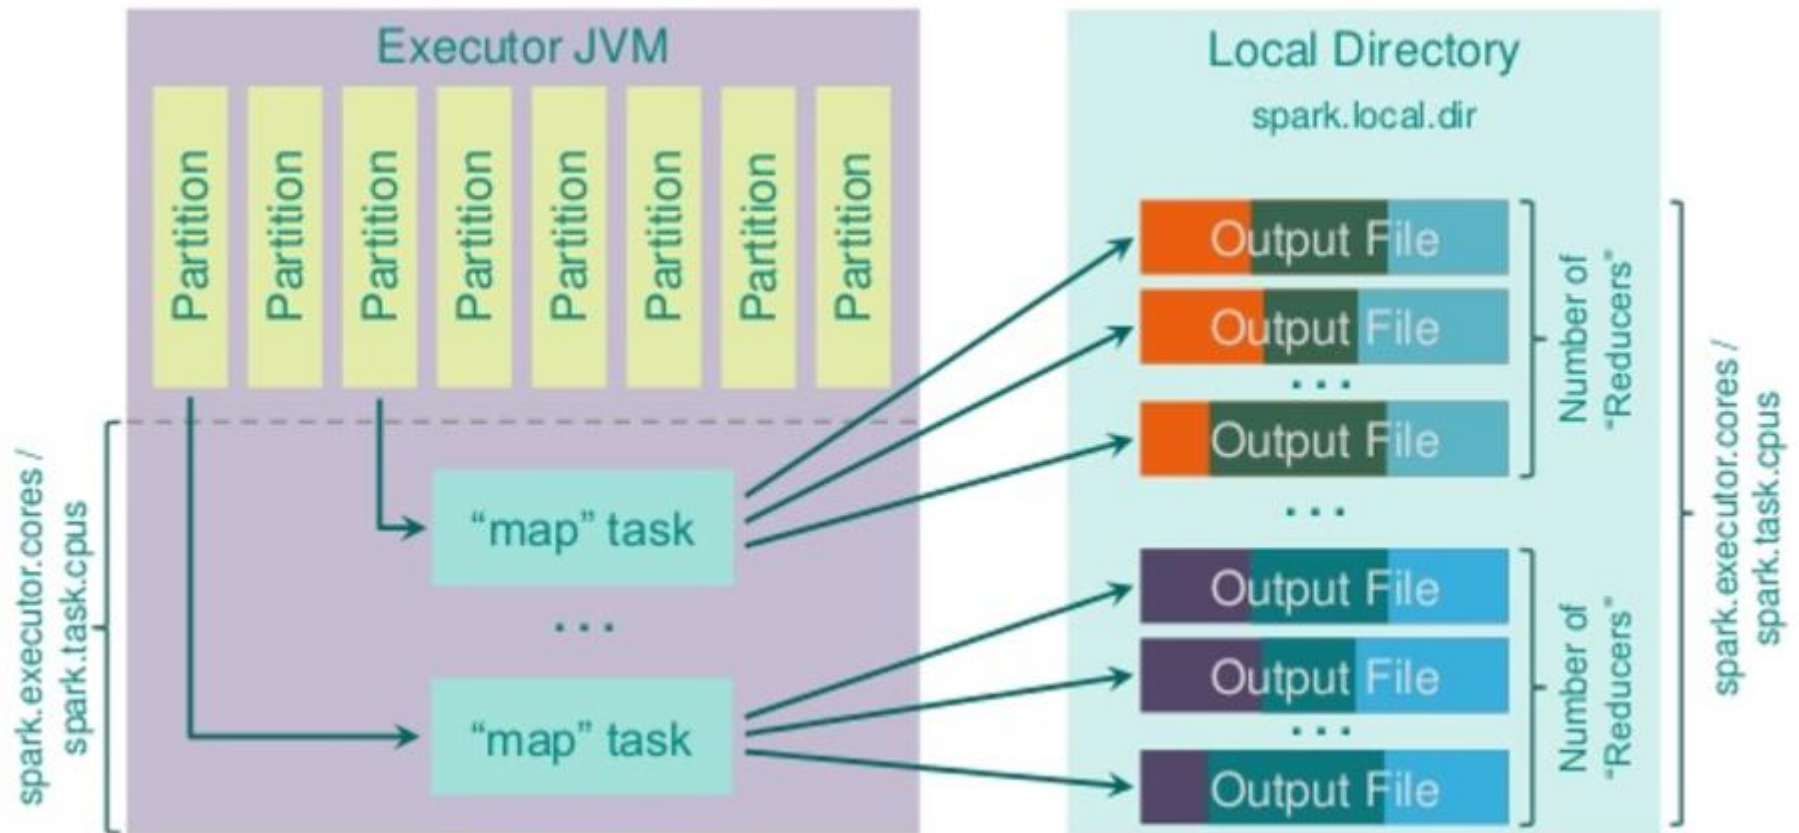 Executor JVM
Partition
Partition
Partition
Partition
Partition
Partition
Partition
Partition
spark.executor.cores /
spark.task.cpus
“map” task
...
“map” task
Local Directory
spark.local.dir
Output File
Output File
...
Output File
Number of
“Reducers”
...
Output File
Output File
...
Output File
Number of
“Reducers”
spark.executor.cores /
spark.task.cpus